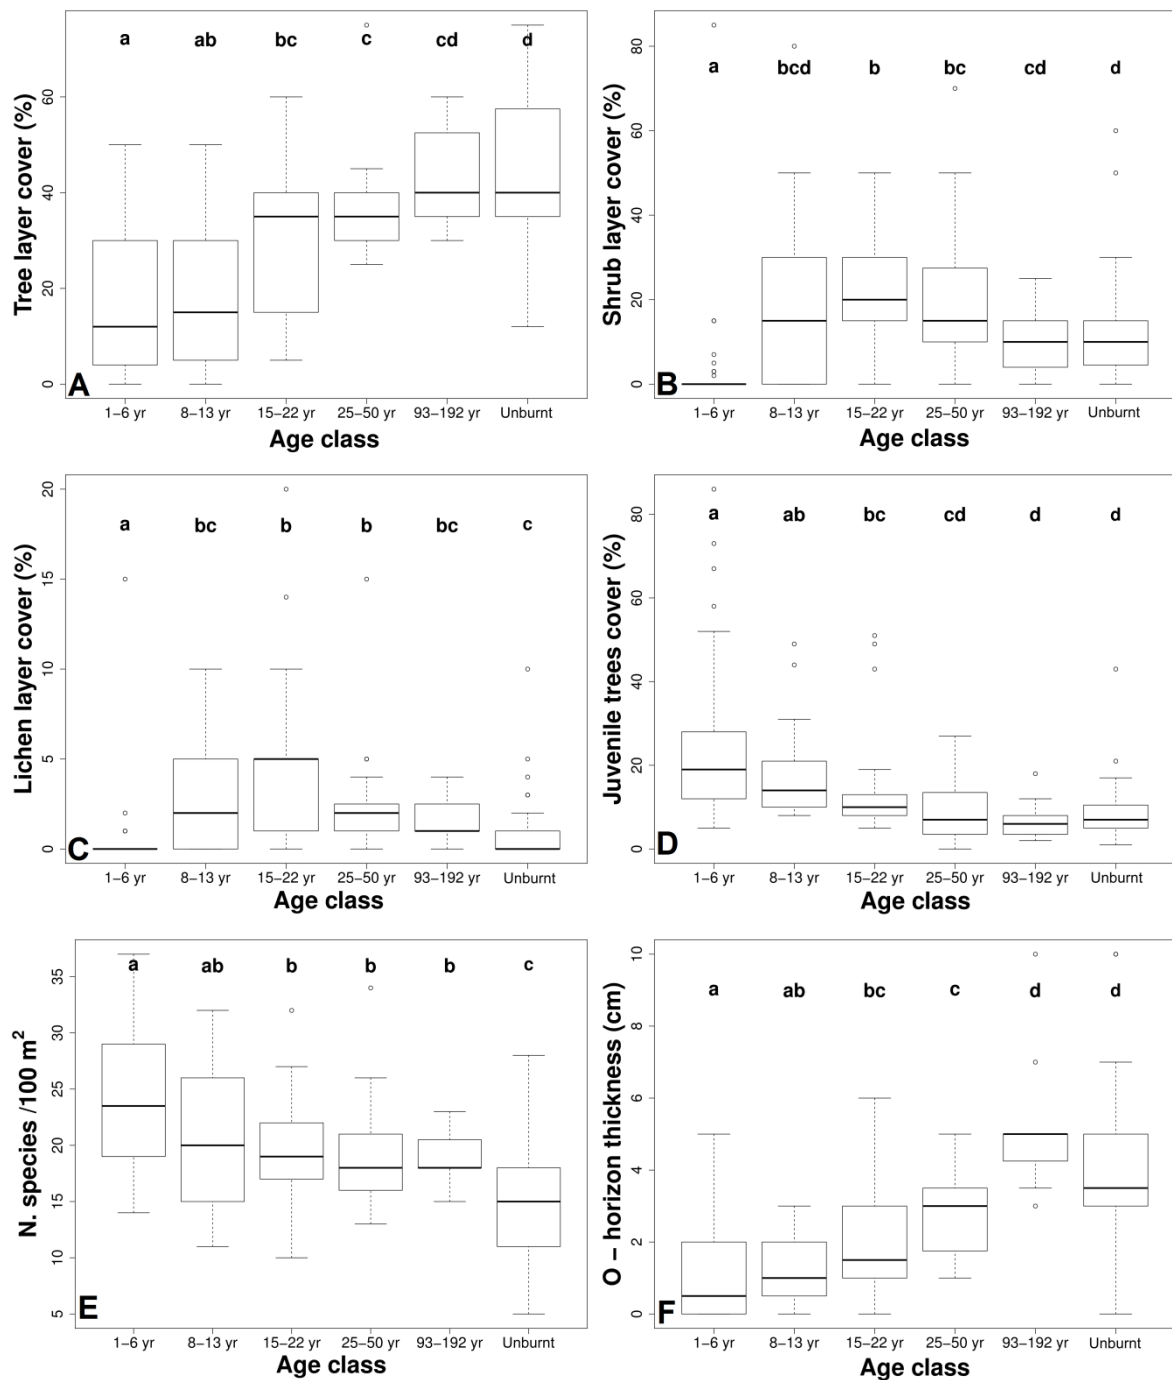 a ab bc c cd d
Tree layer cover (%)
60
40
20
0
A
1–6 yr 8–13 yr 15–22 yr 25–50 yr 93–192 yr Unburnt
Age class
a bcd b bc cd d
Shrub layer cover (%)
80
60
40
20
0
B
1–6 yr 8–13 yr 15–22 yr 25–50 yr 93–192 yr Unburnt
Age class
a bc b b bc c
Lichen layer cover (%)
20
15
10
5
0
C
1–6 yr 8–13 yr 15–22 yr 25–50 yr 93–192 yr Unburnt
Age class
a ab bc cd d d
Juvenile trees cover (%)
80
60
40
20
0
D
1–6 yr 8–13 yr 15–22 yr 25–50 yr 93–192 yr Unburnt
Age class
a ab b b b c
N. species /100 m²
35
30
25
20
15
10
5
E
1–6 yr 8–13 yr 15–22 yr 25–50 yr 93–192 yr Unburnt
Age class
a ab bc c d d
O – horizon thickness (cm)
10
8
6
4
2
0
F
1–6 yr 8–13 yr 15–22 yr 25–50 yr 93–192 yr Unburnt
Age class